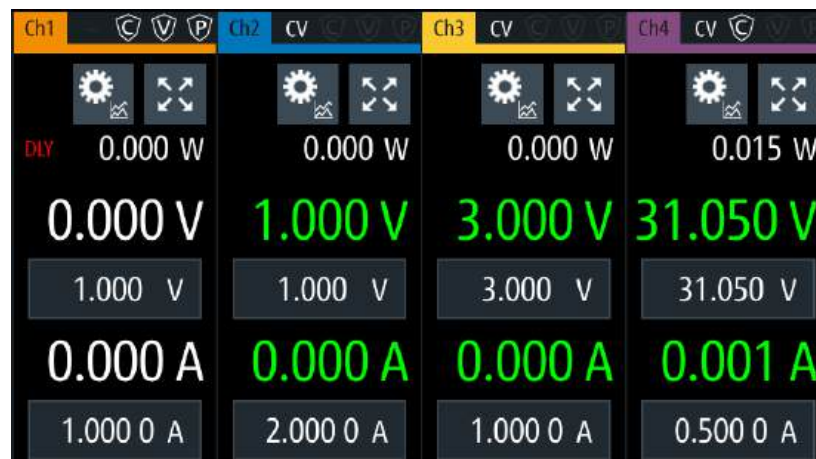 Ch1 C V P Ch2 CV C V P Ch3 CV C V P Ch4 CV C V P
DLY 0.000 W 0.000 W 0.000 W 0.015 W
0.000 V 1.000 V 3.000 V 31.050 V
1.000 V 1.000 V 3.000 V 31.050 V
0.000 A 0.000 A 0.000 A 0.001 A
1.000 0 A 2.000 0 A 1.000 0 A 0.500 0 A